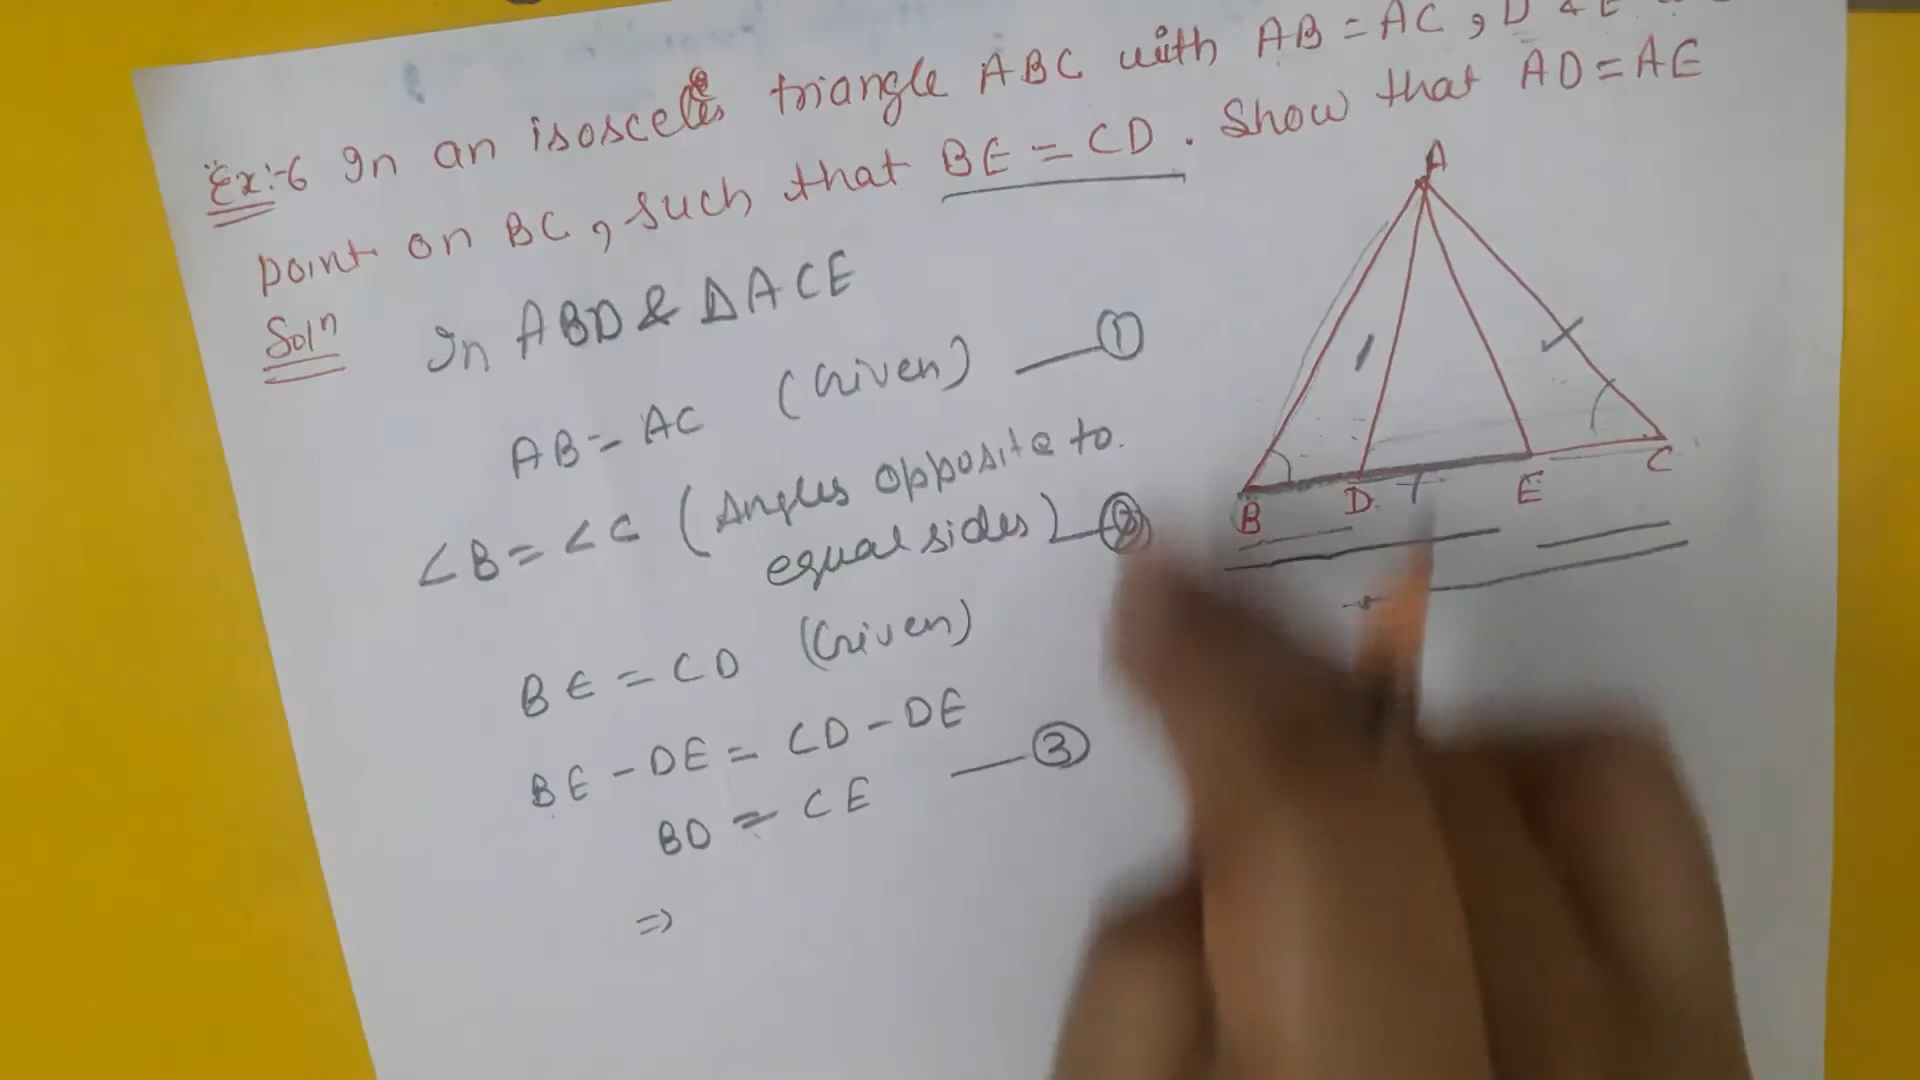 Ex:-6 In an isosceles triangle ABC with AB = AC, D & E
point on BC, such that BE = CD. Show that AD = AE
Soln In ABD & ΔACE
AB = AC (Given) — ①
∠B = ∠C (Angles opposite to
equal sides) — ②
BE = CD (Given)
BE - DE = CD - DE
BD = CE — ③
⇒
A
B D E C